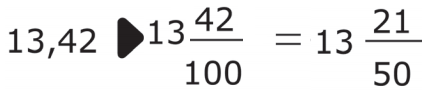 13,42 ▶ 13 42/100 = 13 21/50